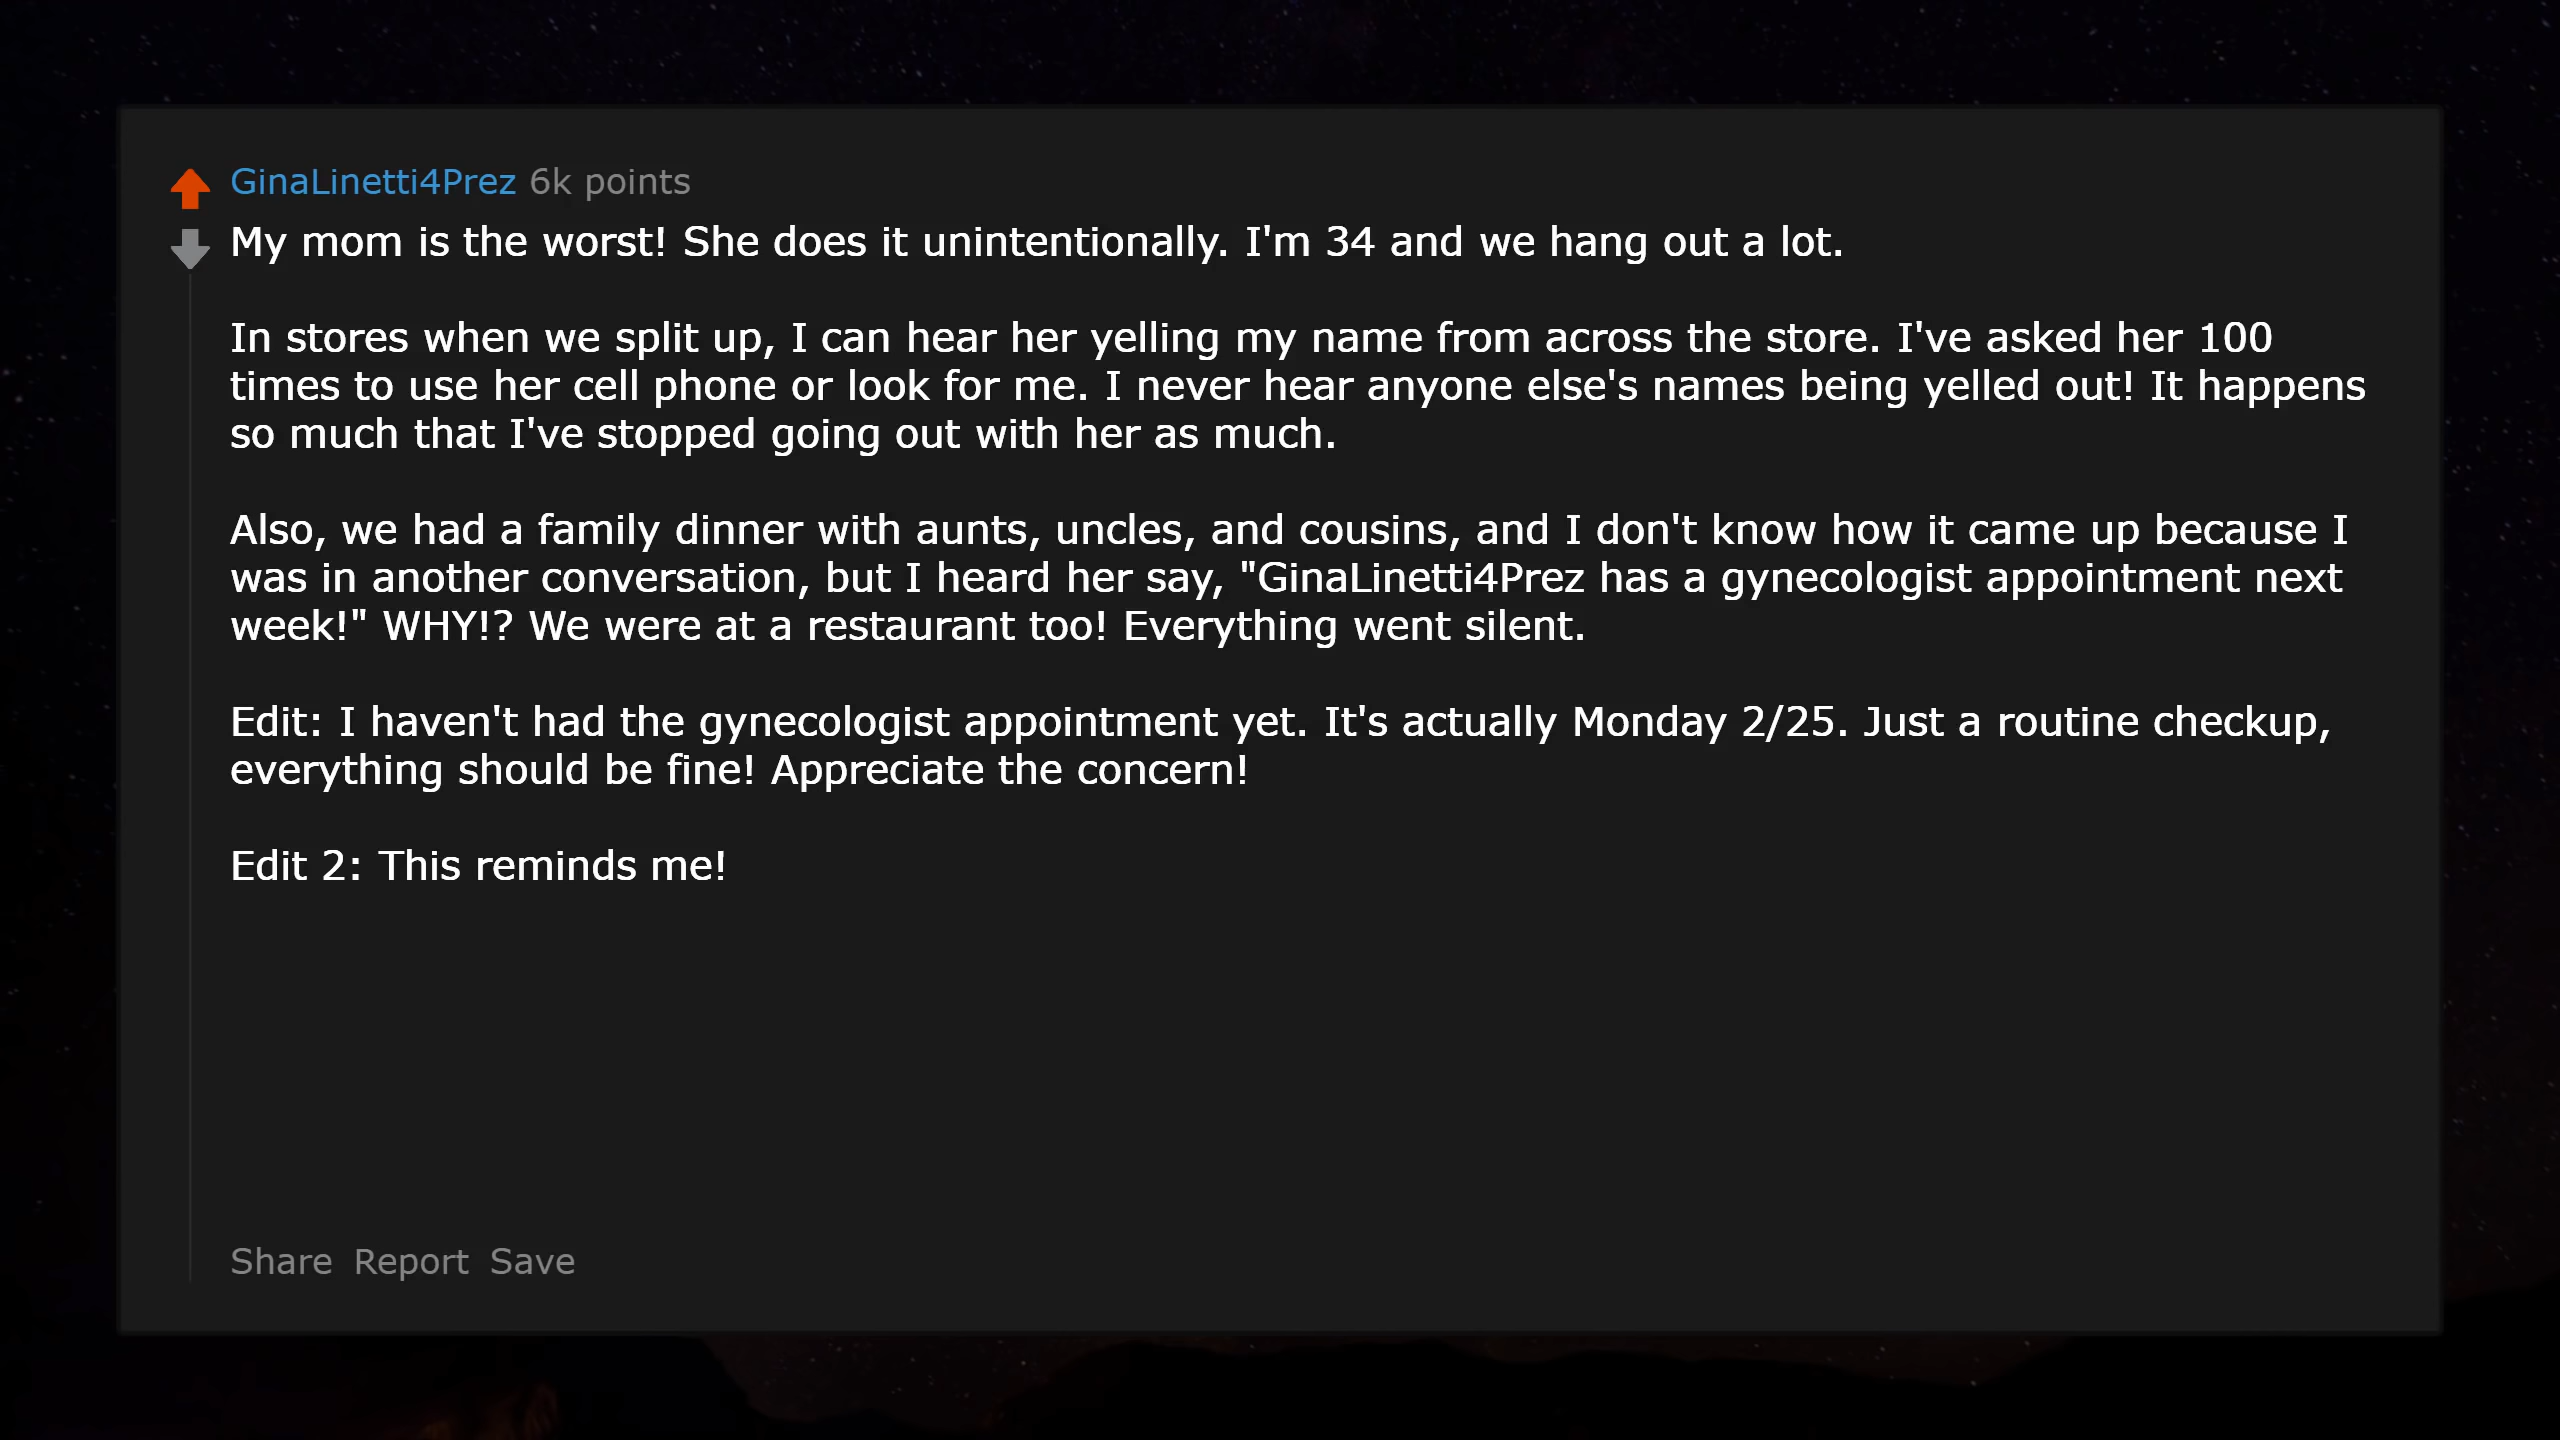 GinaLinetti4Prez 6k points
My mom is the worst! She does it unintentionally. I'm 34 and we hang out a lot.
In stores when we split up, I can hear her yelling my name from across the store. I've asked her 100
times to use her cell phone or look for me. I never hear anyone else's names being yelled out! It happens
so much that I've stopped going out with her as much.
Also, we had a family dinner with aunts, uncles, and cousins, and I don't know how it came up because I
was in another conversation, but I heard her say, "GinaLinetti4Prez has a gynecologist appointment next
week!" WHY!? We were at a restaurant too! Everything went silent.
Edit: I haven't had the gynecologist appointment yet. It's actually Monday 2/25. Just a routine checkup,
everything should be fine! Appreciate the concern!
Edit 2: This reminds me!
Share Report Save